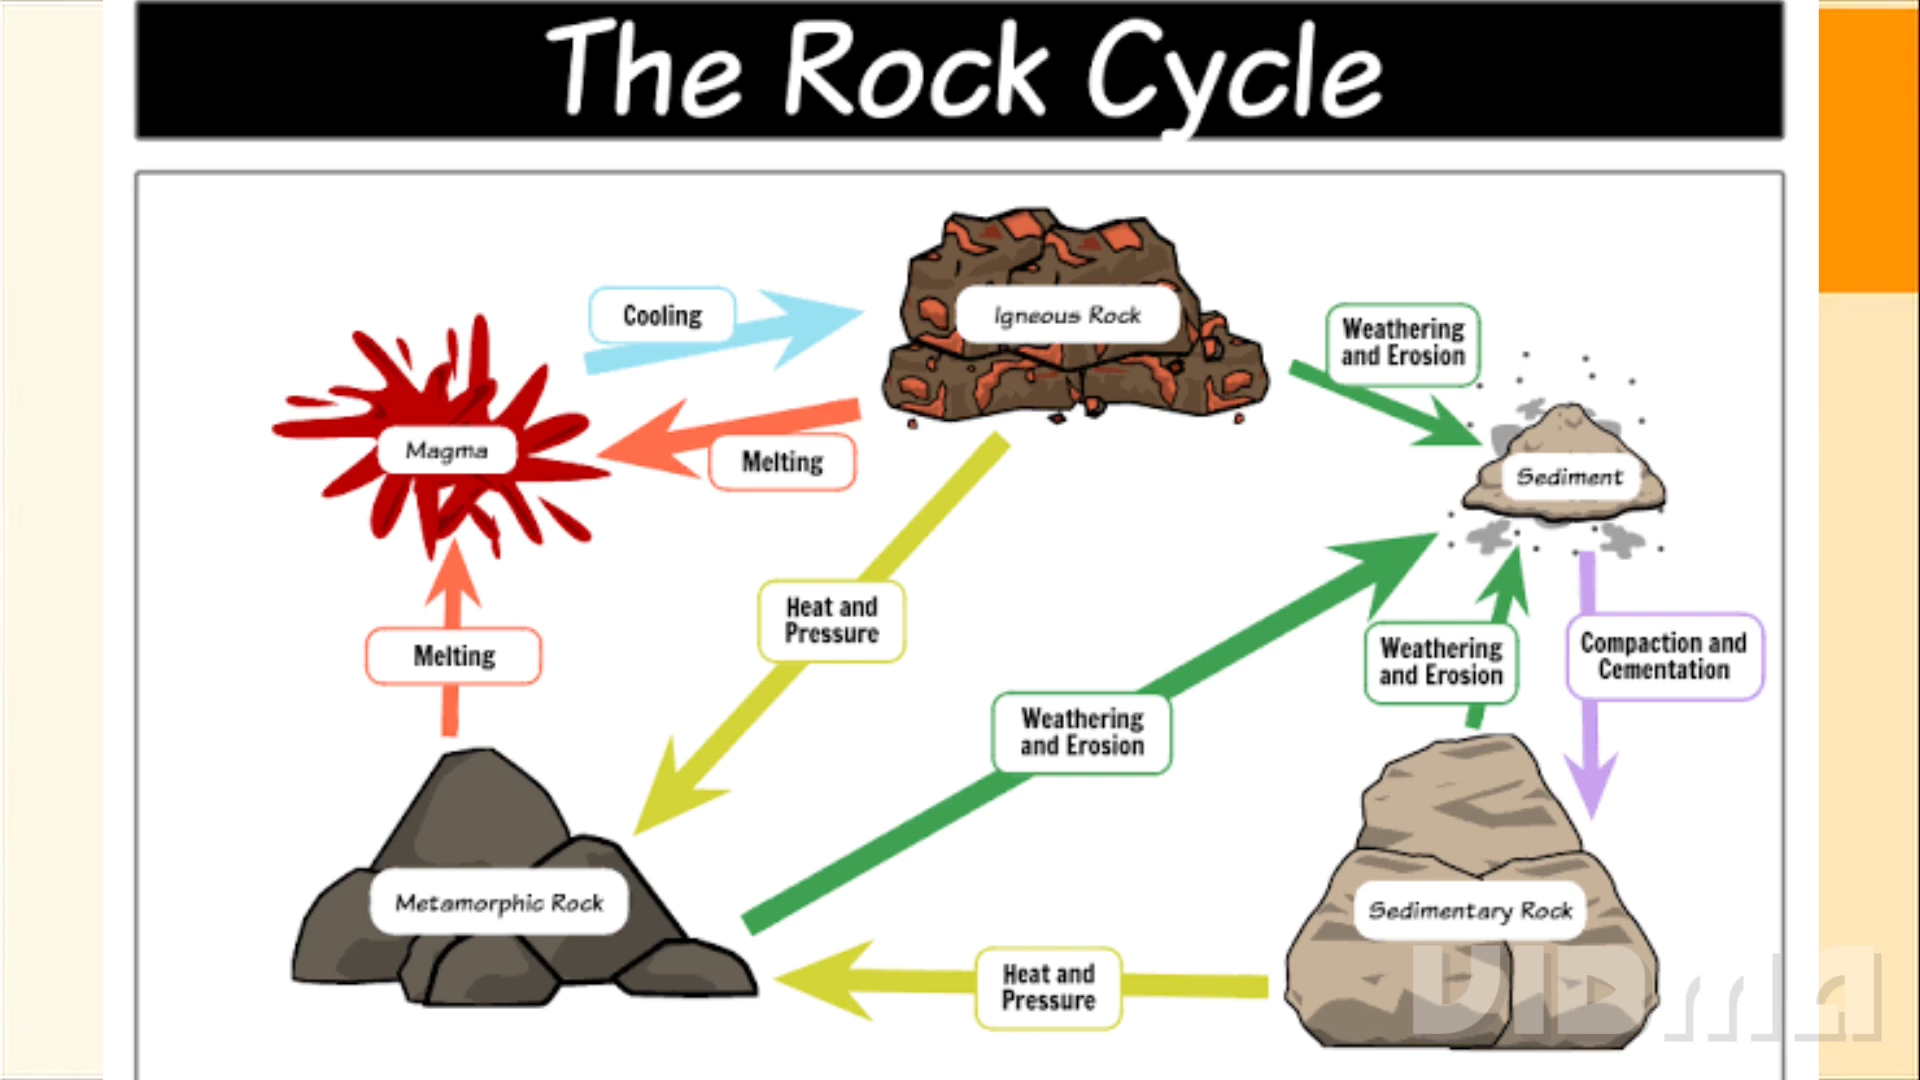 The Rock Cycle
Cooling
Igneous Rock
Weathering
and Erosion
Magma
Melting
Sediment
Heat and
Pressure
Melting
Weathering
and Erosion
Compaction and
Cementation
Weathering
and Erosion
Metamorphic Rock
Sedimentary Rock
Heat and
Pressure